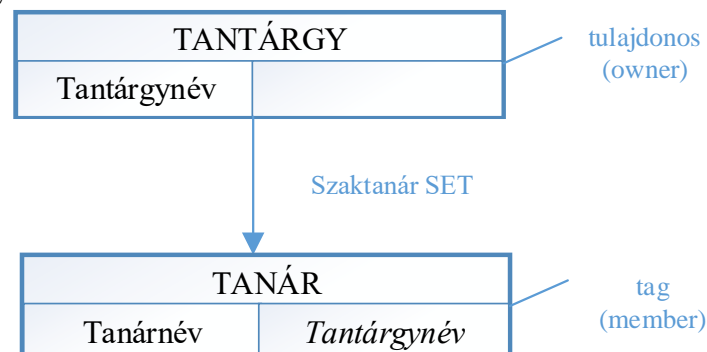 TANTÁRGY
tulajdonos
(owner)
Tantárgynév
Szaktanár SET
TANÁR
tag
(member)
Tanárnév
Tantárgynév